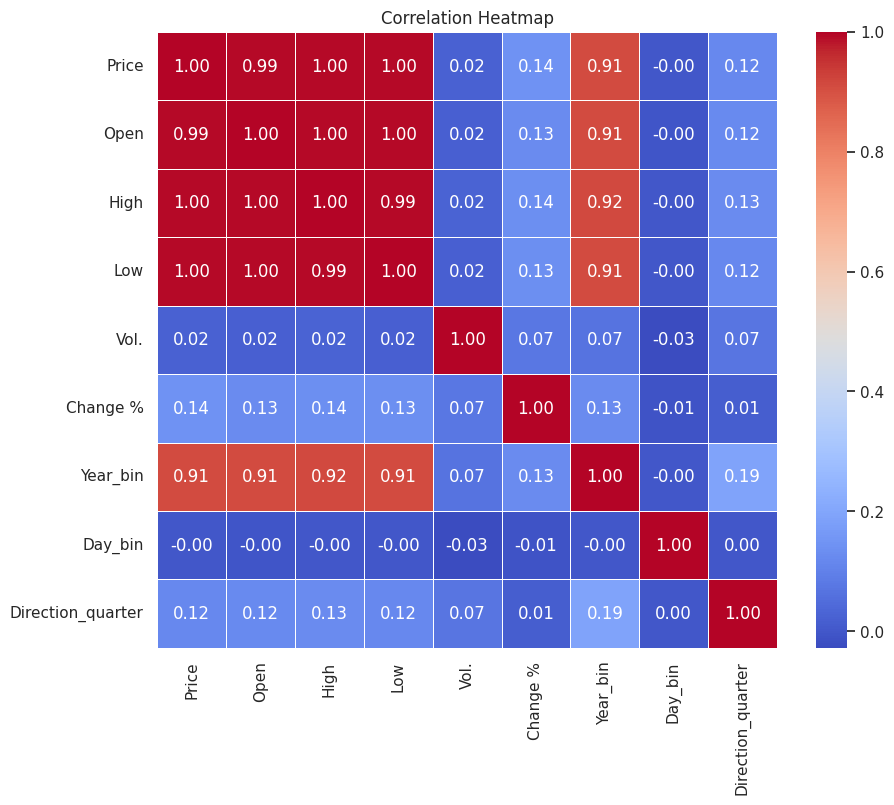 Correlation Heatmap
Price 1.00 0.99 1.00 1.00 0.02 0.14 0.91 -0.00 0.12
Open 0.99 1.00 1.00 1.00 0.02 0.13 0.91 -0.00 0.12
High 1.00 1.00 1.00 0.99 0.02 0.14 0.92 -0.00 0.13
Low 1.00 1.00 0.99 1.00 0.02 0.13 0.91 -0.00 0.12
Vol. 0.02 0.02 0.02 0.02 1.00 0.07 0.07 -0.03 0.07
Change % 0.14 0.13 0.14 0.13 0.07 1.00 0.13 -0.01 0.01
Year_bin 0.91 0.91 0.92 0.91 0.07 0.13 1.00 -0.00 0.19
Day_bin -0.00 -0.00 -0.00 -0.00 -0.03 -0.01 -0.00 1.00 0.00
Direction_quarter 0.12 0.12 0.13 0.12 0.07 0.01 0.19 0.00 1.00
Price
Open
High
Low
Vol.
Change %
Year_bin
Day_bin
Direction_quarter
1.0
0.8
0.6
0.4
0.2
0.0